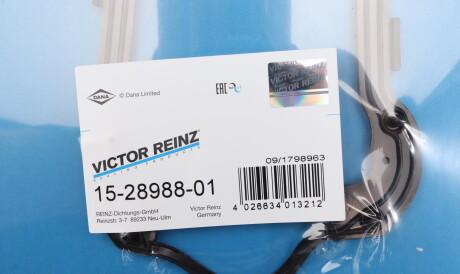 DANA
© Dana Limited
EAC
VICTOR REINZ
VICTOR REINZ®
SEALING PRODUCTS
15-28988-01
REINZ-Dichtungs-GmbH
Reinzstr. 3-7 89233 Neu-Ulm
Victor Reinz
Germany
09/1798963
4 026634 013212